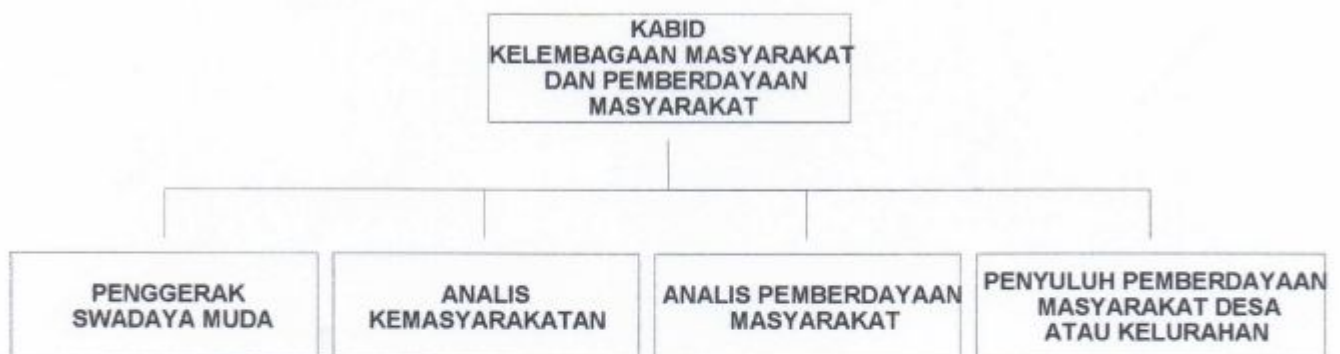 KABID
KELEMBAGAAN MASYARAKAT
DAN PEMBERDAYAAN
MASYARAKAT
PENGGERAK
SWADAYA MUDA
ANALIS
KEMASYARAKATAN
ANALIS PEMBERDAYAAN
MASYARAKAT
PENYULUH PEMBERDAYAAN
MASYARAKAT DESA
ATAU KELURAHAN